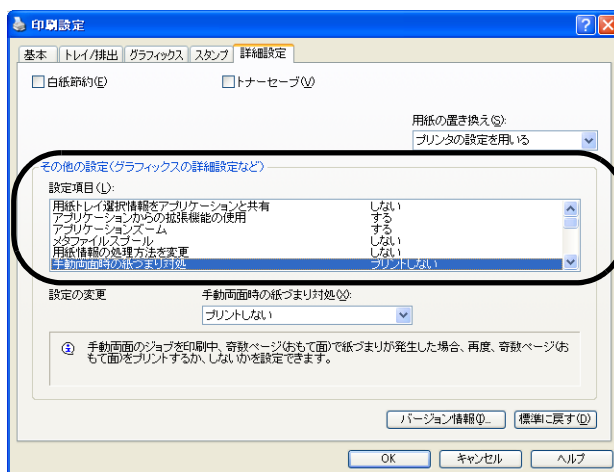 印刷設定
基本 トレイ/排出 グラフィックス スタンプ 詳細設定
白紙節約(E) トナーセーブ(V)
用紙の置き換え(S):
プリンタの設定を用いる
その他の設定(グラフィックスの詳細設定など)
設定項目(L):
用紙トレイ選択情報をアプリケーションと共有 しない
アプリケーションからの拡張機能の使用 する
アプリケーションズーム する
メタファイルスプール しない
用紙情報の処理方法を変更 しない
手動両面時の紙づまり対処 プリントしない
設定の変更 手動両面時の紙づまり対処(X):
プリントしない
手動両面のジョブを印刷中、奇数ページ(おもて面)で紙づまりが発生した場合、再度、奇数ページ(お
もて面)をプリントするか、しないかを設定できます。
バージョン情報(I)... 標準に戻す(D)
OK キャンセル ヘルプ